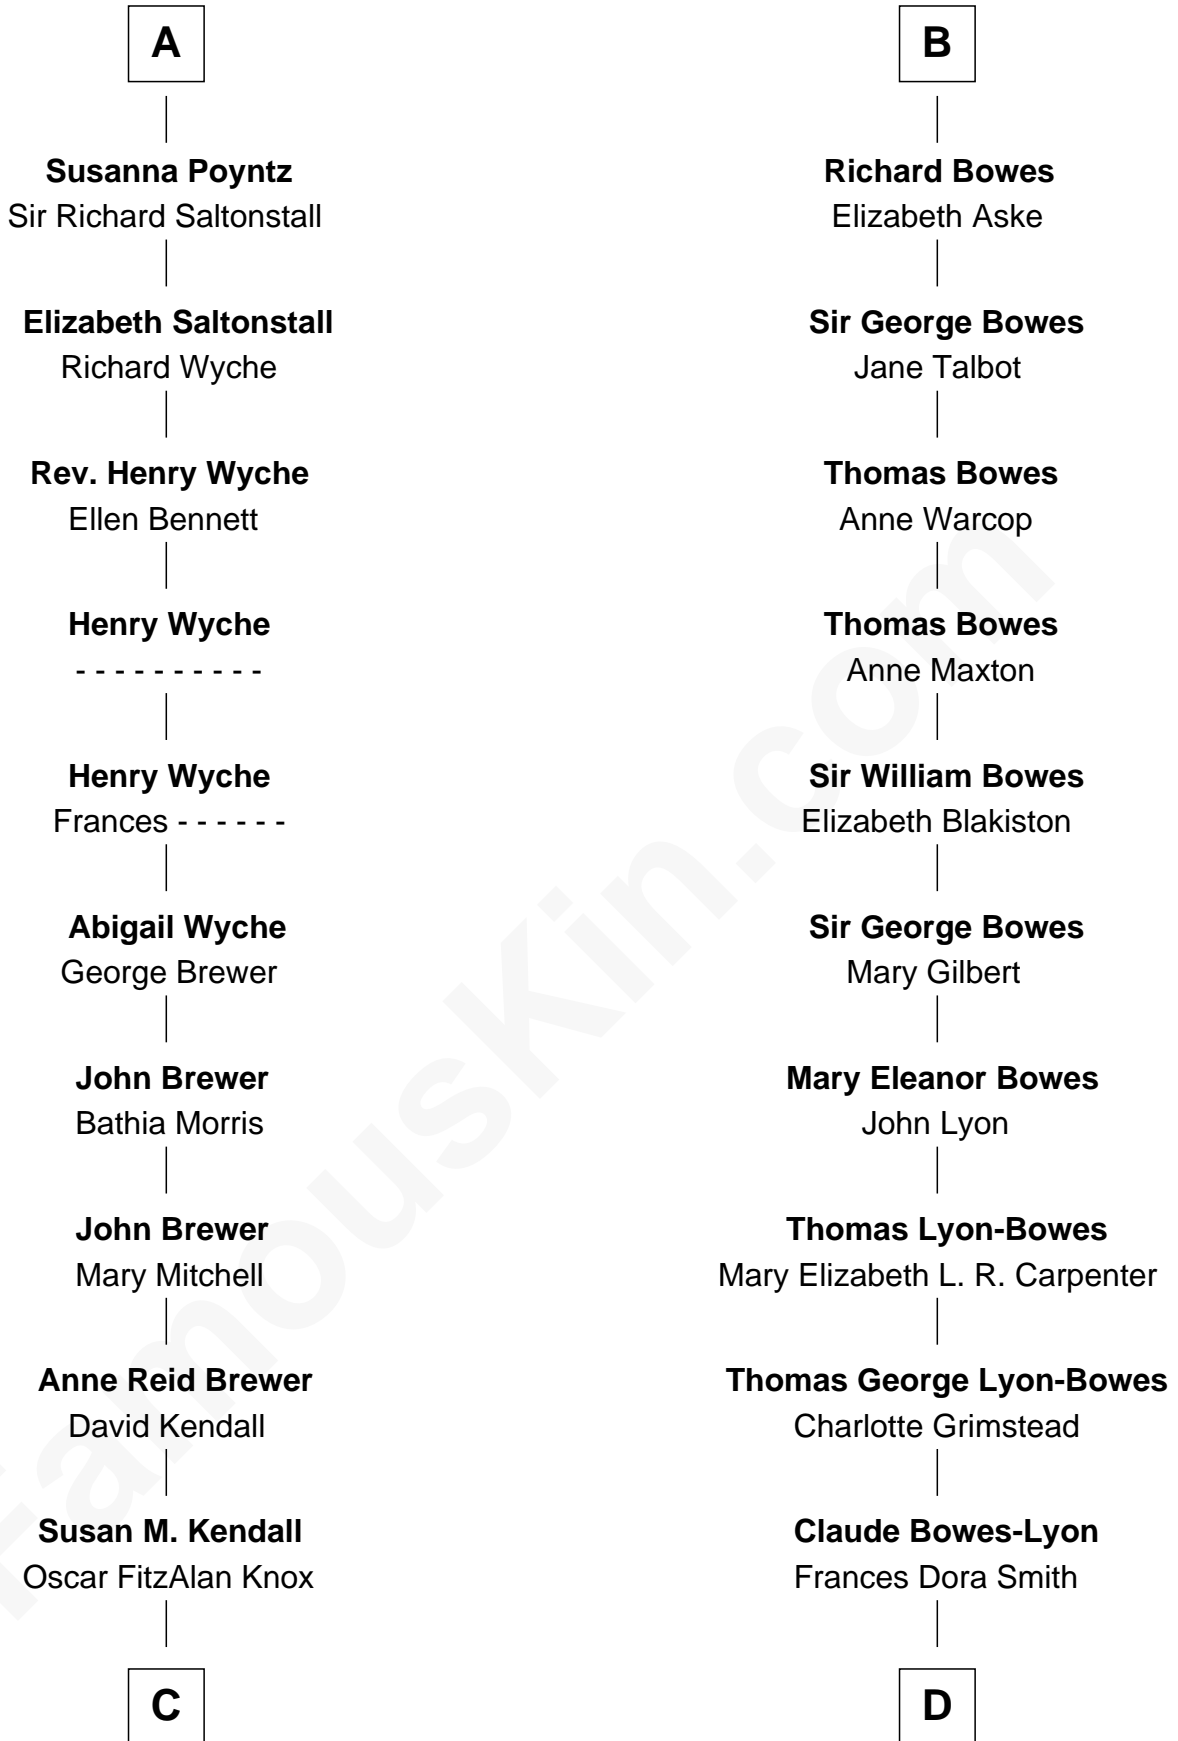 A
Susanna Poyntz
Sir Richard Saltonstall
Elizabeth Saltonstall
Richard Wyche
Rev. Henry Wyche
Ellen Bennett
Henry Wyche
- - - - - - - - - -
Henry Wyche
Frances - - - - - -
Abigail Wyche
George Brewer
John Brewer
Bathia Morris
John Brewer
Mary Mitchell
Anne Reid Brewer
David Kendall
Susan M. Kendall
Oscar FitzAlan Knox
C
B
Richard Bowes
Elizabeth Aske
Sir George Bowes
Jane Talbot
Thomas Bowes
Anne Warcop
Thomas Bowes
Anne Maxton
Sir William Bowes
Elizabeth Blakiston
Sir George Bowes
Mary Gilbert
Mary Eleanor Bowes
John Lyon
Thomas Lyon-Bowes
Mary Elizabeth L. R. Carpenter
Thomas George Lyon-Bowes
Charlotte Grimstead
Claude Bowes-Lyon
Frances Dora Smith
D
FamousKin.com